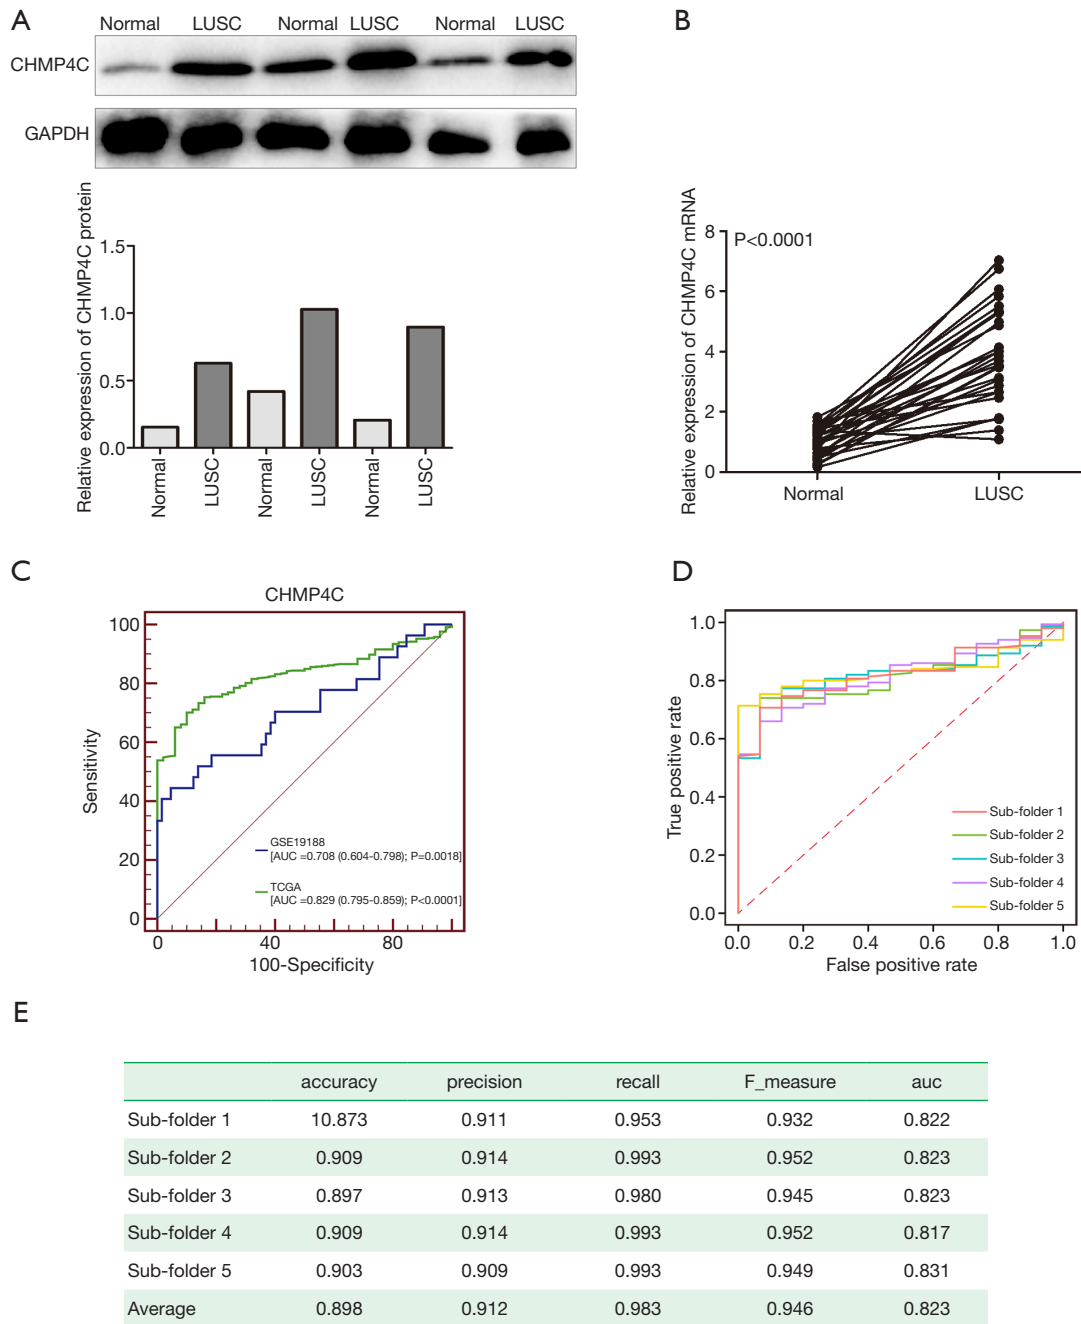 A
Normal LUSC Normal LUSC Normal LUSC
CHMP4C
GAPDH
Relative expression of CHMP4C protein
1.5
1.0
0.5
0.0
Normal
LUSC
Normal
LUSC
Normal
LUSC
B
Relative expression of CHMP4C mRNA
P<0.0001
8
6
4
2
0
Normal LUSC
C
CHMP4C
Sensitivity
100
80
60
40
20
0
GSE19188
[AUC =0.708 (0.604-0.798); P=0.0018]
TCGA
[AUC =0.829 (0.795-0.859); P<0.0001]
0 40 80
100-Specificity
D
True positive rate
1.0
0.8
0.6
0.4
0.2
0.0
Sub-folder 1
Sub-folder 2
Sub-folder 3
Sub-folder 4
Sub-folder 5
0.0 0.2 0.4 0.6 0.8 1.0
False positive rate
E
accuracy precision recall F_measure auc
Sub-folder 1 10.873 0.911 0.953 0.932 0.822
Sub-folder 2 0.909 0.914 0.993 0.952 0.823
Sub-folder 3 0.897 0.913 0.980 0.945 0.823
Sub-folder 4 0.909 0.914 0.993 0.952 0.817
Sub-folder 5 0.903 0.909 0.993 0.949 0.831
Average 0.898 0.912 0.983 0.946 0.823